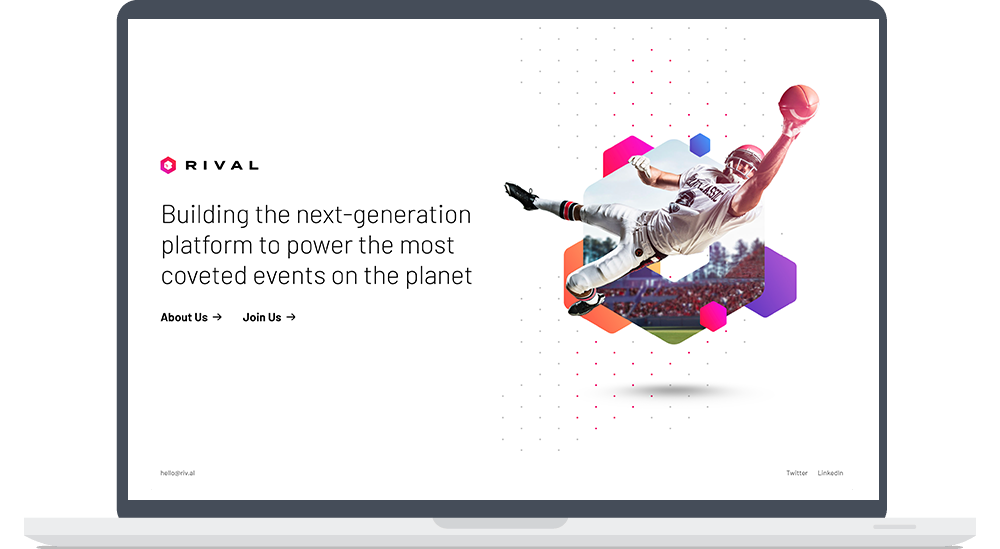 RIVAL
Building the next-generation
platform to power the most
coveted events on the planet
About Us → Join Us →
hello@riv.al
Twitter LinkedIn